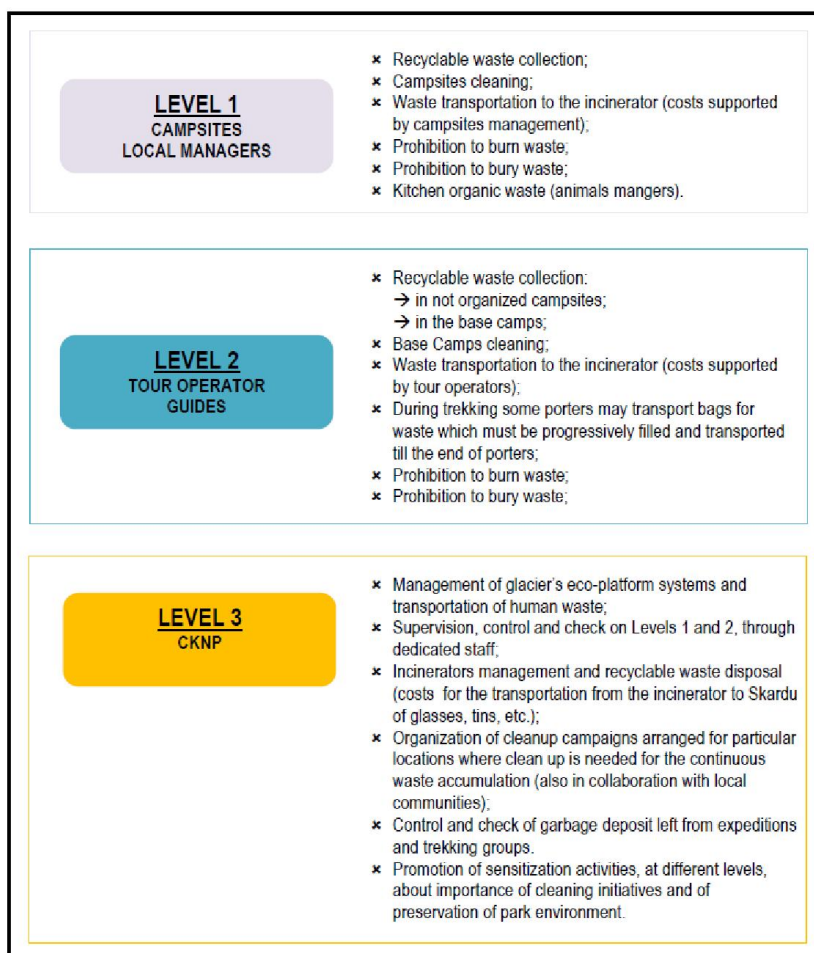 LEVEL 1
CAMPSITES
LOCAL MANAGERS
× Recyclable waste collection;
× Campsites cleaning;
× Waste transportation to the incinerator (costs supported
by campsites management);
× Prohibition to burn waste;
× Prohibition to bury waste;
× Kitchen organic waste (animals mangers).
LEVEL 2
TOUR OPERATOR
GUIDES
× Recyclable waste collection:
→ in not organized campsites;
→ in the base camps;
× Base Camps cleaning;
× Waste transportation to the incinerator (costs supported
by tour operators);
× During trekking some porters may transport bags for
waste which must be progressively filled and transported
till the end of porters;
× Prohibition to burn waste;
× Prohibition to bury waste;
LEVEL 3
CKNP
× Management of glacier's eco-platform systems and
transportation of human waste;
× Supervision, control and check on Levels 1 and 2, through
dedicated staff;
× Incinerators management and recyclable waste disposal
(costs for the transportation from the incinerator to Skardu
of glasses, tins, etc.);
× Organization of cleanup campaigns arranged for particular
locations where clean up is needed for the continuous
waste accumulation (also in collaboration with local
communities);
× Control and check of garbage deposit left from expeditions
and trekking groups.
× Promotion of sensitization activities, at different levels,
about importance of cleaning initiatives and of
preservation of park environment.